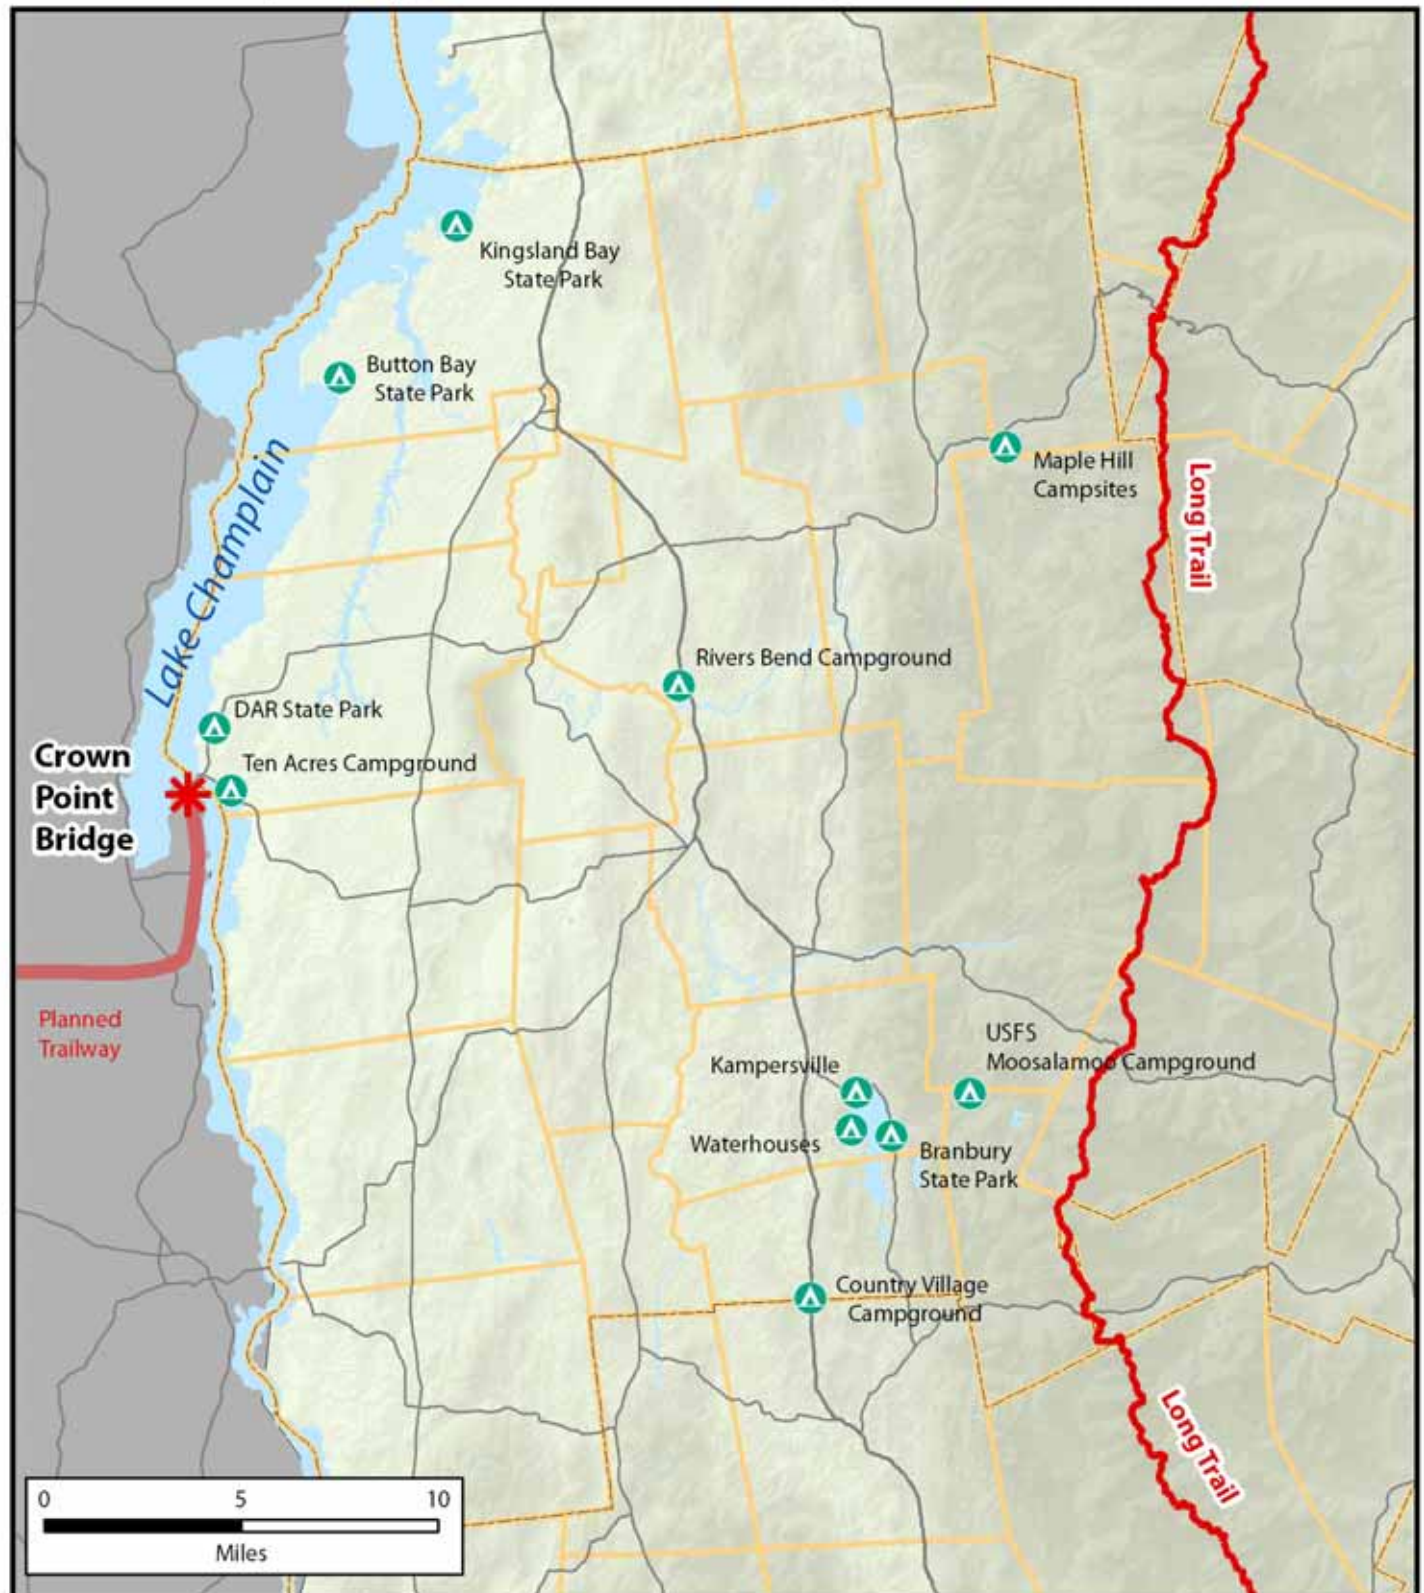 Kingsland Bay
State Park
Button Bay
State Park
Lake Champlain
Maple Hill
Campsites
Long Trail
Rivers Bend Campground
DAR State Park
Ten Acres Campground
Crown
Point
Bridge
Planned
Trailway
USFS
Moosalamoo Campground
Kampersville
Waterhouses
Branbury
State Park
Country Village
Campground
Long Trail
0 5 10
Miles